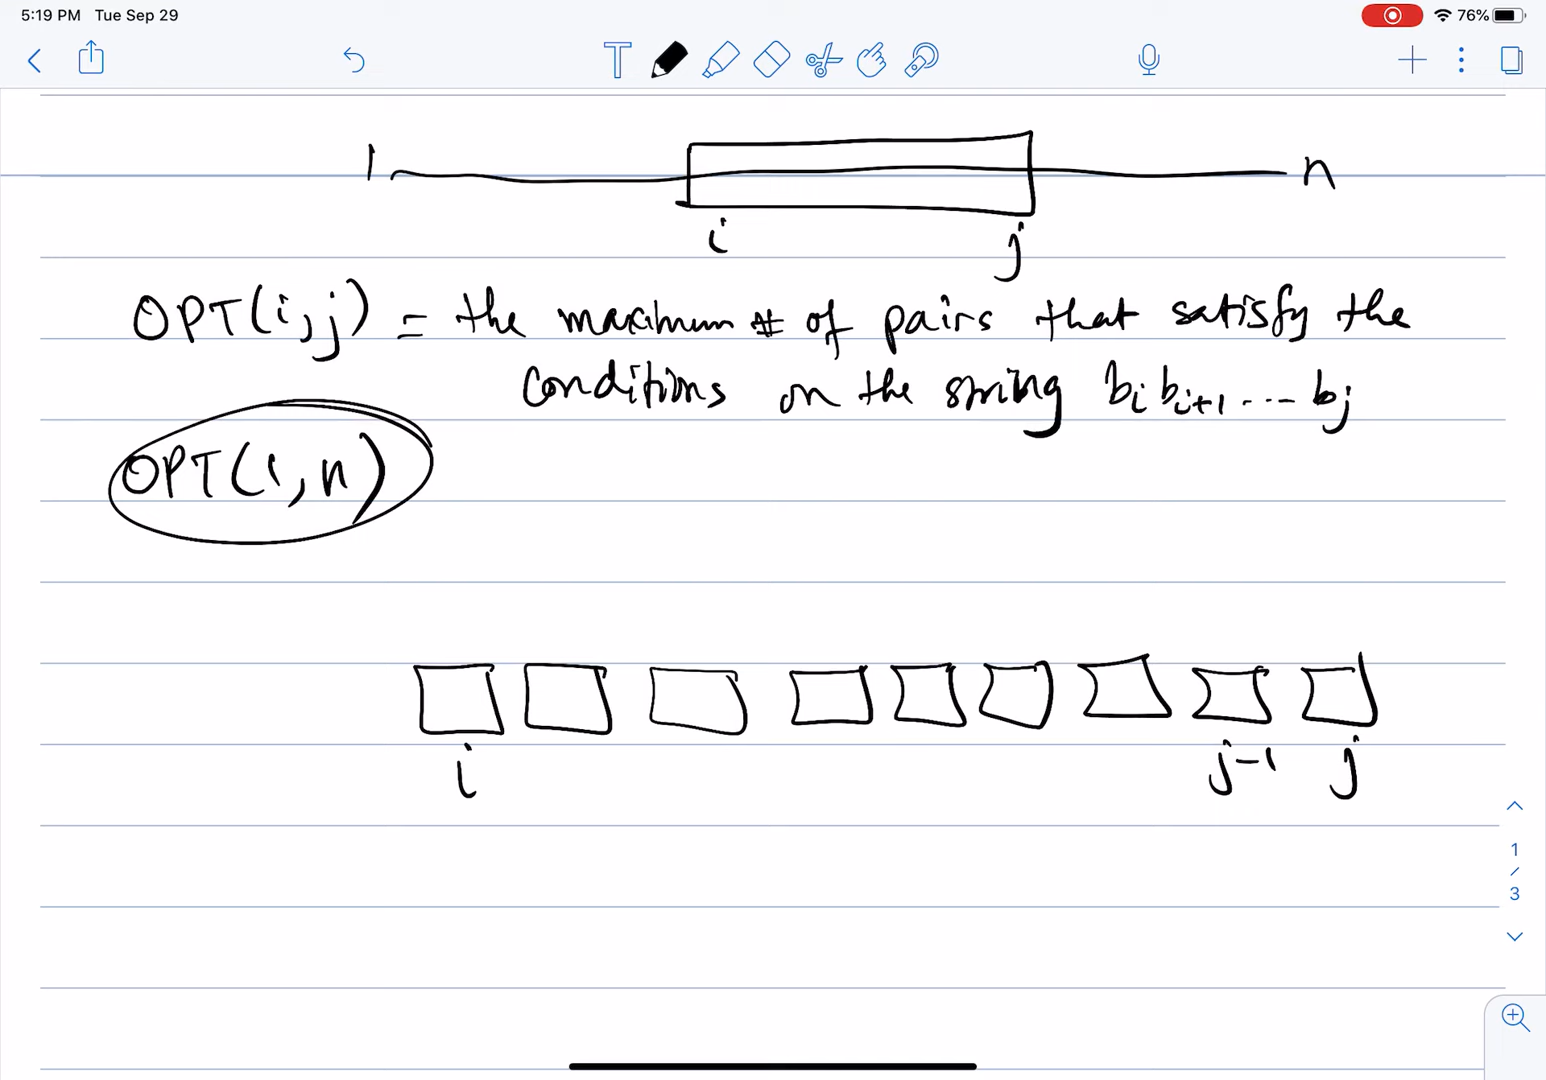 5:19 PM Tue Sep 29
76%
1 n
i j
OPT(i,j) = the maximum # of pairs that satisfy the
conditions on the string bi bi+1 .... bj
OPT(1,n)
i j-1 j
1
/
3